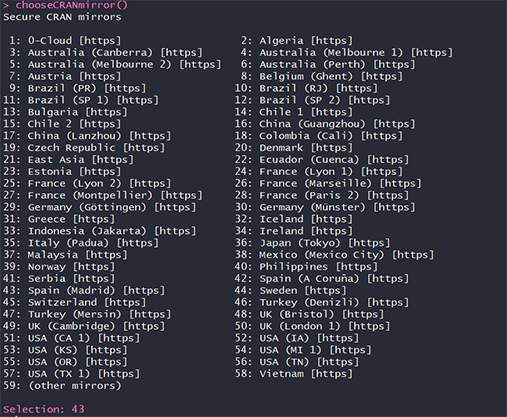 > chooseCRANmirror()
Secure CRAN mirrors
1: 0-Cloud [https] 2: Algeria [https]
3: Australia (Canberra) [https] 4: Australia (Melbourne 1) [https]
5: Australia (Melbourne 2) [https] 6: Australia (Perth) [https]
7: Austria [https] 8: Belgium (Ghent) [https]
9: Brazil (PR) [https] 10: Brazil (RJ) [https]
11: Brazil (SP 1) [https] 12: Brazil (SP 2) [https]
13: Bulgaria [https] 14: Chile 1 [https]
15: Chile 2 [https] 16: China (Guangzhou) [https]
17: China (Lanzhou) [https] 18: Colombia (Cali) [https]
19: Czech Republic [https] 20: Denmark [https]
21: East Asia [https] 22: Ecuador (Cuenca) [https]
23: Estonia [https] 24: France (Lyon 1) [https]
25: France (Lyon 2) [https] 26: France (Marseille) [https]
27: France (Montpellier) [https] 28: France (Paris 2) [https]
29: Germany (Göttingen) [https] 30: Germany (Münster) [https]
31: Greece [https] 32: Iceland [https]
33: Indonesia (Jakarta) [https] 34: Ireland [https]
35: Italy (Padua) [https] 36: Japan (Tokyo) [https]
37: Malaysia [https] 38: Mexico (Mexico City) [https]
39: Norway [https] 40: Philippines [https]
41: Serbia [https] 42: Spain (A Coruña) [https]
43: Spain (Madrid) [https] 44: Sweden [https]
45: Switzerland [https] 46: Turkey (Denizli) [https]
47: Turkey (Mersin) [https] 48: UK (Bristol) [https]
49: UK (Cambridge) [https] 50: UK (London 1) [https]
51: USA (CA 1) [https] 52: USA (IA) [https]
53: USA (KS) [https] 54: USA (MI 1) [https]
55: USA (OR) [https] 56: USA (TN) [https]
57: USA (TX 1) [https] 58: Vietnam [https]
59: (other mirrors)
Selection: 43